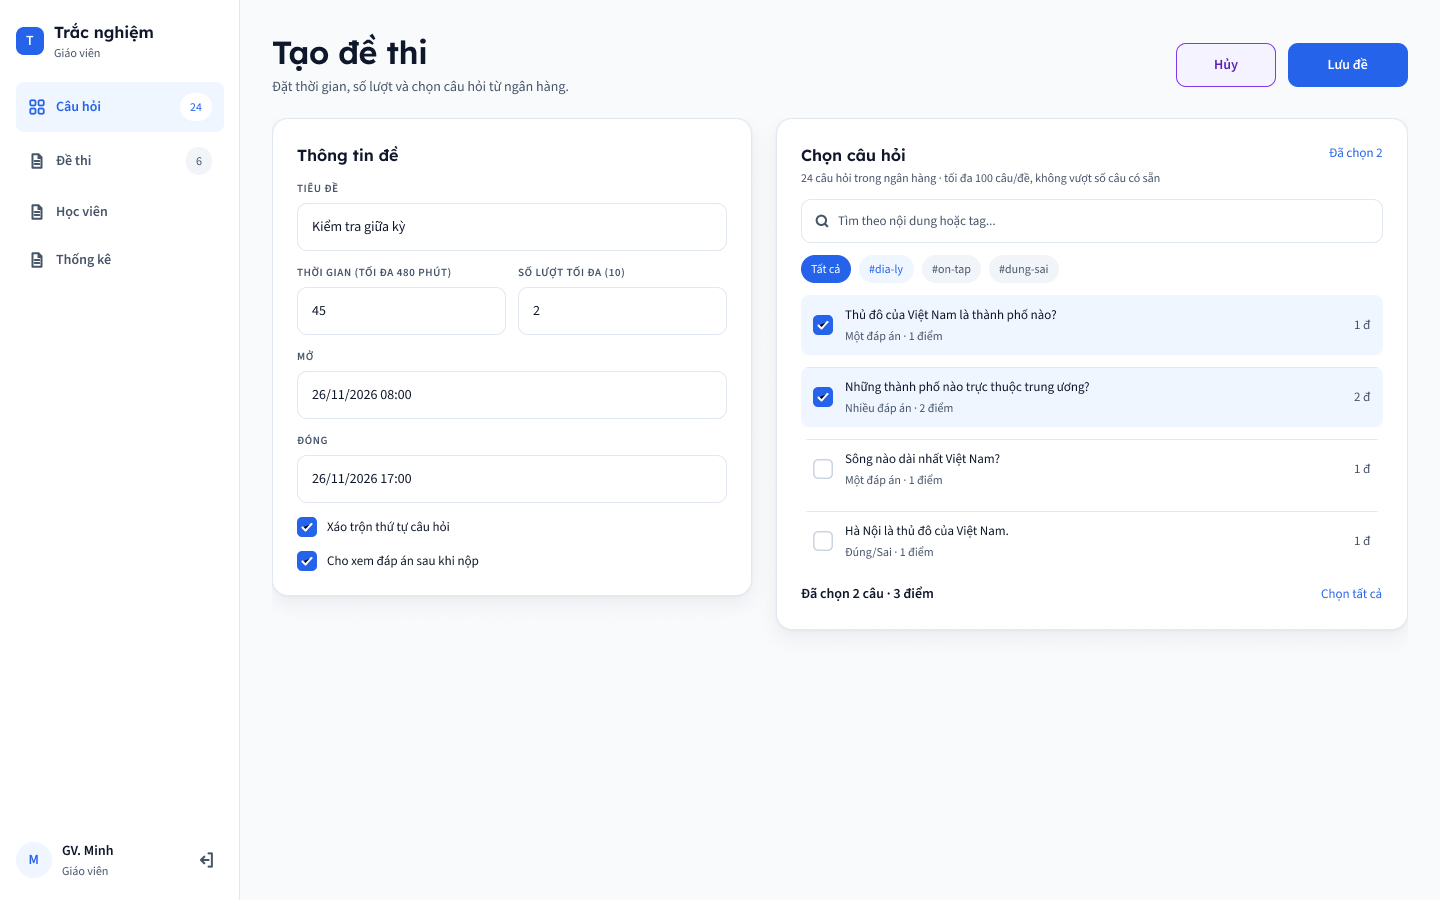 T
Trắc nghiệm
Giáo viên
Câu hỏi
24
Đề thi
6
Học viên
Thống kê
M
GV. Minh
Giáo viên
Tạo đề thi
Đặt thời gian, số lượt và chọn câu hỏi từ ngân hàng.
Hủy
Lưu đề
Thông tin đề
TIÊU ĐỀ
Kiểm tra giữa kỳ
THỜI GIAN (TỐI ĐA 480 PHÚT)
45
SỐ LƯỢT TỐI ĐA (10)
2
MỞ
26/11/2026 08:00
ĐÓNG
26/11/2026 17:00
Xáo trộn thứ tự câu hỏi
Cho xem đáp án sau khi nộp
Chọn câu hỏi
Đã chọn 2
24 câu hỏi trong ngân hàng · tối đa 100 câu/đề, không vượt số câu có sẵn
Tìm theo nội dung hoặc tag...
Tất cả
#dia-ly
#on-tap
#dung-sai
Thủ đô của Việt Nam là thành phố nào?
Một đáp án · 1 điểm
1 đ
Những thành phố nào trực thuộc trung ương?
Nhiều đáp án · 2 điểm
2 đ
Sông nào dài nhất Việt Nam?
Một đáp án · 1 điểm
1 đ
Hà Nội là thủ đô của Việt Nam.
Đúng/Sai · 1 điểm
1 đ
Đã chọn 2 câu · 3 điểm
Chọn tất cả